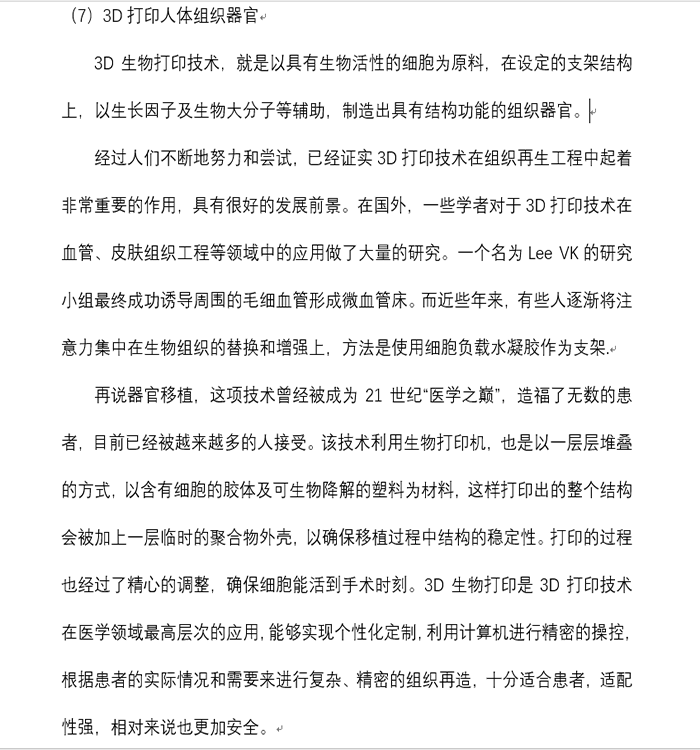 （7）3D 打印人体组织器官
3D 生物打印技术，就是以具有生物活性的细胞为原料，在设定的支架结构
上，以生长因子及生物大分子等辅助，制造出具有结构功能的组织器官。
经过人们不断地努力和尝试，已经证实 3D 打印技术在组织再生工程中起着
非常重要的作用，具有很好的发展前景。在国外，一些学者对于 3D 打印技术在
血管、皮肤组织工程等领域中的应用做了大量的研究。一个名为 Lee VK 的研究
小组最终成功诱导周围的毛细血管形成微血管床。而近些年来，有些人逐渐将注
意力集中在生物组织的替换和增强上，方法是使用细胞负载水凝胶作为支架.
再说器官移植，这项技术曾经被成为 21 世纪“医学之巅”，造福了无数的患
者，目前已经被越来越多的人接受。该技术利用生物打印机，也是以一层层堆叠
的方式，以含有细胞的胶体及可生物降解的塑料为材料，这样打印出的整个结构
会被加上一层临时的聚合物外壳，以确保移植过程中结构的稳定性。打印的过程
也经过了精心的调整，确保细胞能活到手术时刻。3D 生物打印是 3D 打印技术
在医学领域最高层次的应用,能够实现个性化定制,利用计算机进行精密的操控,
根据患者的实际情况和需要来进行复杂、精密的组织再造，十分适合患者，适配
性强，相对来说也更加安全。